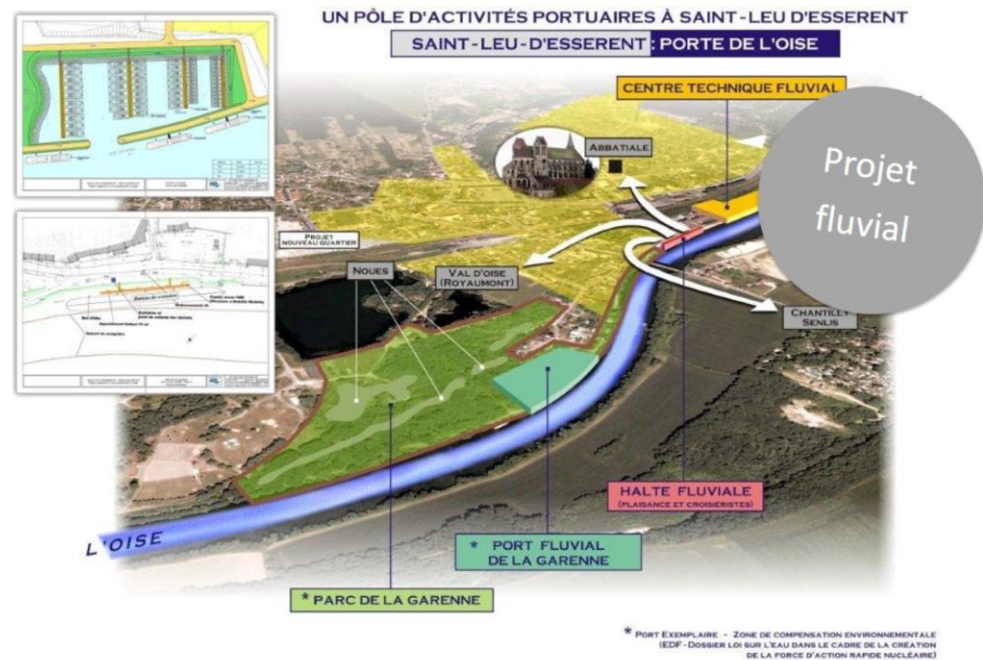 UN PÔLE D'ACTIVITÉS PORTUAIRES À SAINT-LEU D'ESSERENT
SAINT-LEU-D'ESSERENT : PORTE DE L'OISE
CENTRE TECHNIQUE FLUVIAL
ABBATIALE
Projet
fluvial
PROJET
NOUVEAU QUARTIER
NOUES
VAL D'OISE
(ROYAUMONT)
CHANTILLY
SENLIS
HALTE FLUVIALE
(PLAISANCE ET CROISIÉRISTES)
L'OISE
* PORT FLUVIAL
DE LA GARENNE
* PARC DE LA GARENNE
* PORT EXEMPLAIRE - ZONE DE COMPENSATION ENVIRONNEMENTALE
(EDF - DOSSIER LOI SUR L'EAU DANS LE CADRE DE LA CRÉATION
DE LA FORCE D'ACTION RAPIDE NUCLÉAIRE)